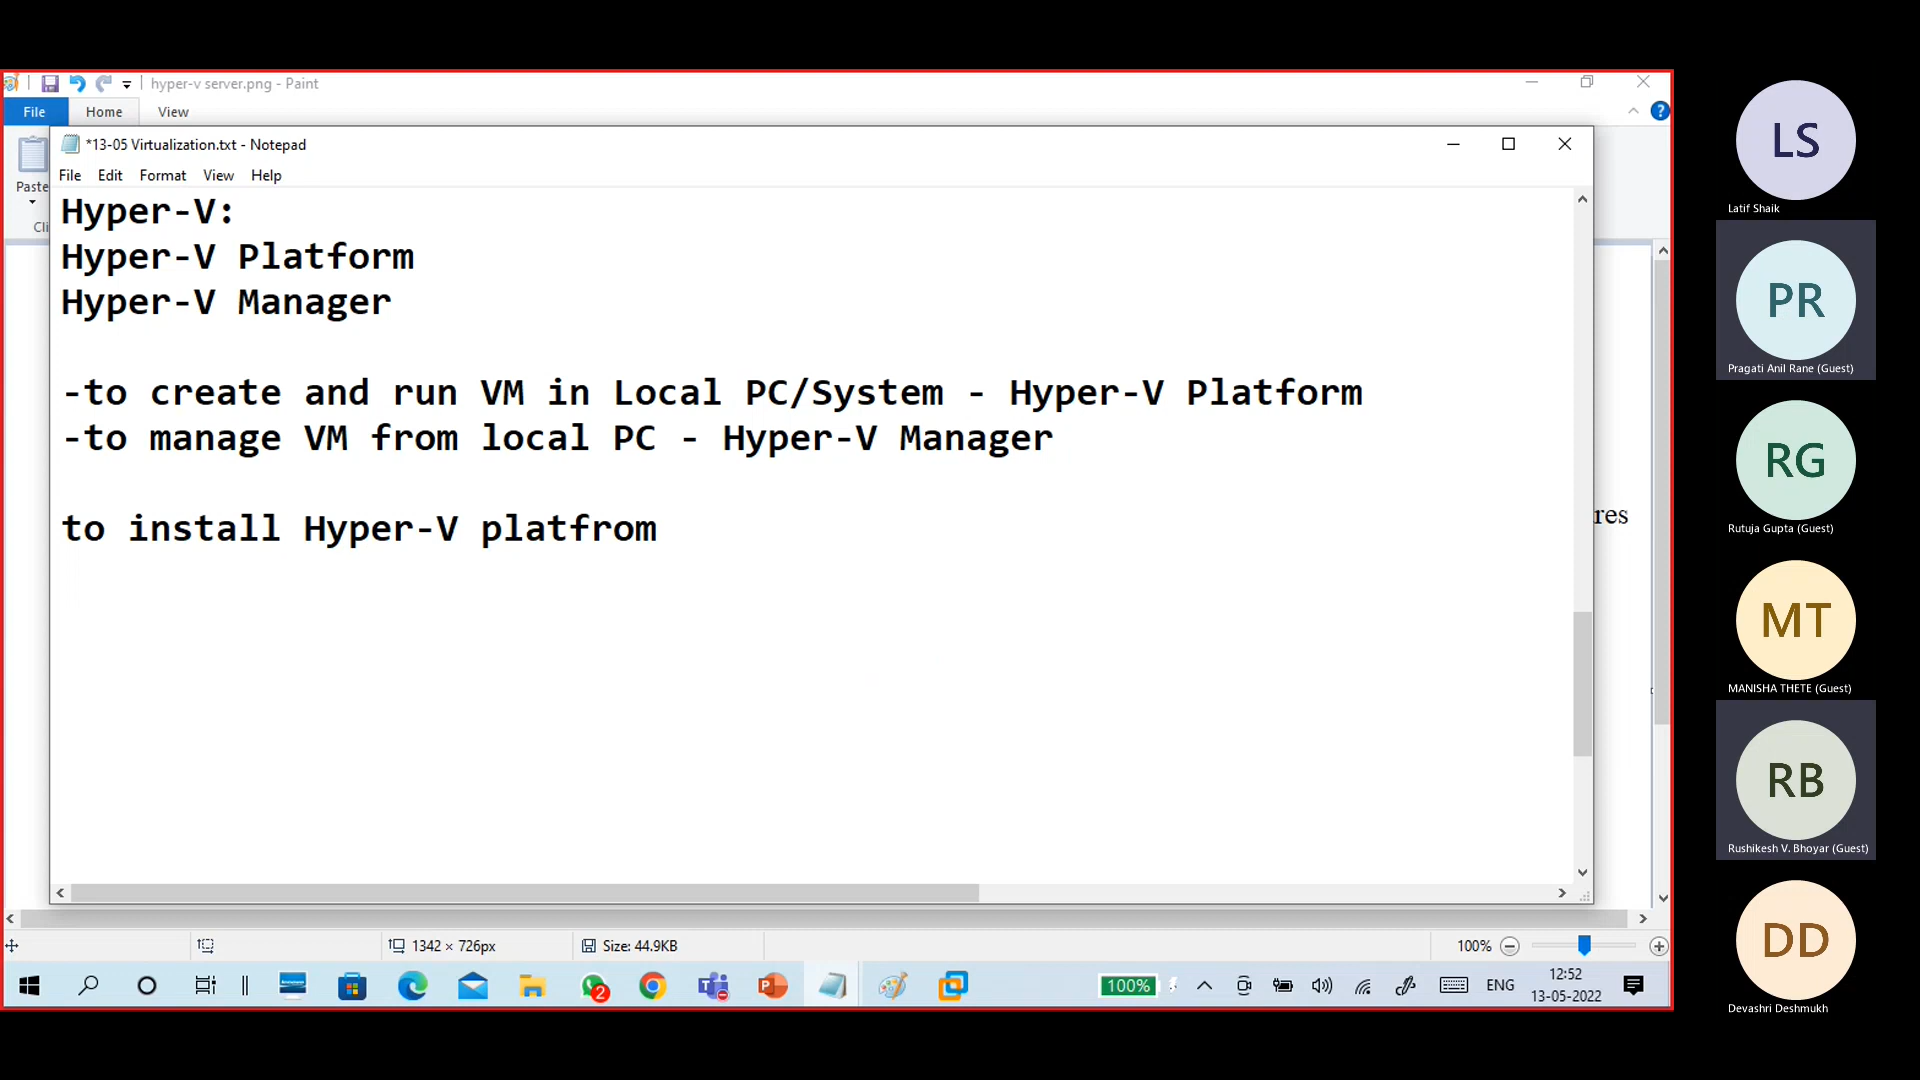 hyper-v server.png - Paint
File Home View
Paste
Cli
*13-05 Virtualization.txt - Notepad
File Edit Format View Help
Hyper-V:
Hyper-V Platform
Hyper-V Manager
-to create and run VM in Local PC/System - Hyper-V Platform
-to manage VM from local PC - Hyper-V Manager
to install Hyper-V platfrom
res
1342 × 726px
Size: 44.9KB
100%
2
100%
ENG
12:52
13-05-2022
LS
Latif Shaik
PR
Pragati Anil Rane (Guest)
RG
Rutuja Gupta (Guest)
MT
MANISHA THETE (Guest)
RB
Rushikesh V. Bhoyar (Guest)
DD
Devashri Deshmukh